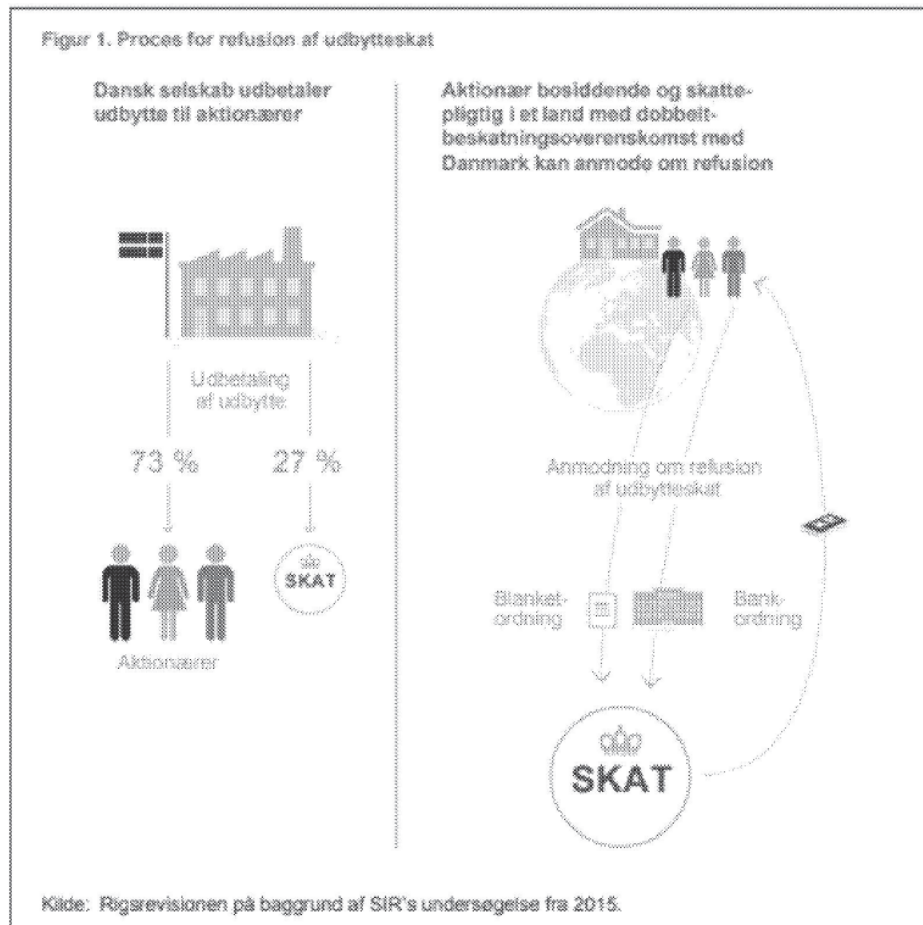 Figur 1. Proces for refusion af udbytteskat
Dansk selskab udbetaler
udbytte til aktionærer
Udbetaling
af udbytte
73 %
27 %
SKAT
Aktionærer
Aktionær bosiddende og skatte-
pligtig i et land med dobbelt-
beskatningsoverenskomst med
Danmark kan anmode om refusion
Anmodning om refusion
af udbytteskat
Blanket-
ordning
Bank-
ordning
SKAT
Kilde: Rigsrevisionen på baggrund af SIR's undersøgelse fra 2015.